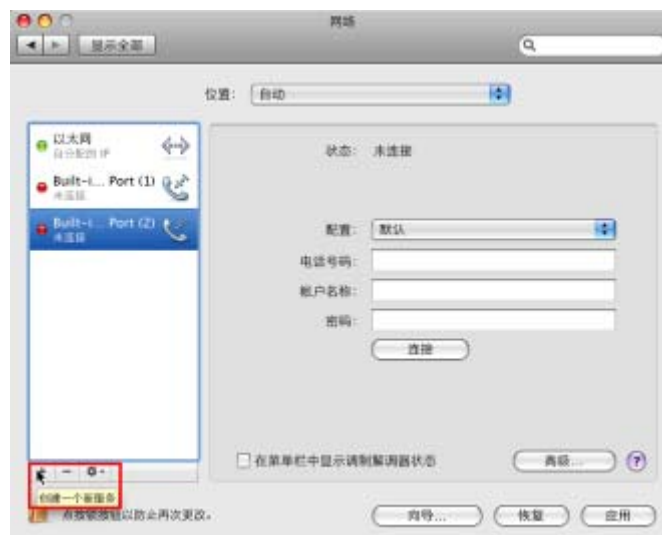 网络
显示全部
位置: 自动
以太网
自分配的 IP
Built-i... Port (1)
未连接
Built-i... Port (2)
未连接
状态: 未连接
配置: 默认
电话号码:
帐户名称:
密码:
连接
在菜单栏中显示调制解调器状态
高级... ?
创建一个新服务
点按锁按钮以防止再次更改。
向导... 恢复 应用